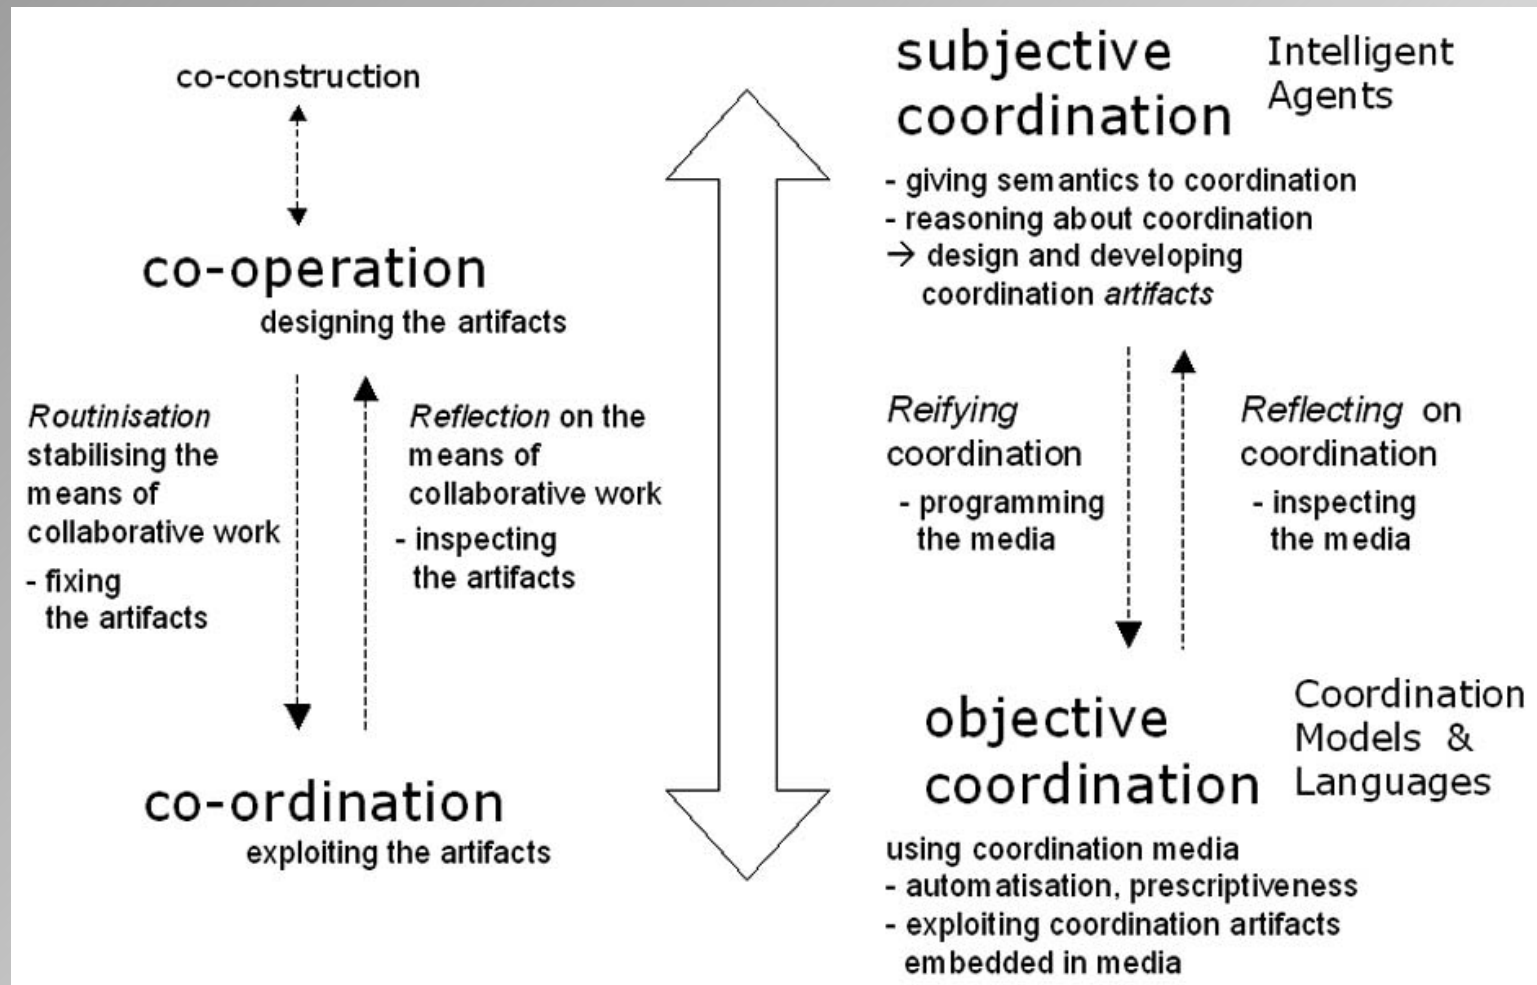 co-construction
co-operation
designing the artifacts
Routinisation
stabilising the
means of
collaborative work
- fixing
the artifacts
Reflection on the
means of
collaborative work
- inspecting
the artifacts
co-ordination
exploiting the artifacts
subjective
coordination
Intelligent
Agents
- giving semantics to coordination
- reasoning about coordination
→ design and developing
coordination artifacts
Reifying
coordination
- programming
the media
Reflecting on
coordination
- inspecting
the media
objective
coordination
Coordination
Models &
Languages
using coordination media
- automatisation, prescriptiveness
- exploiting coordination artifacts
embedded in media